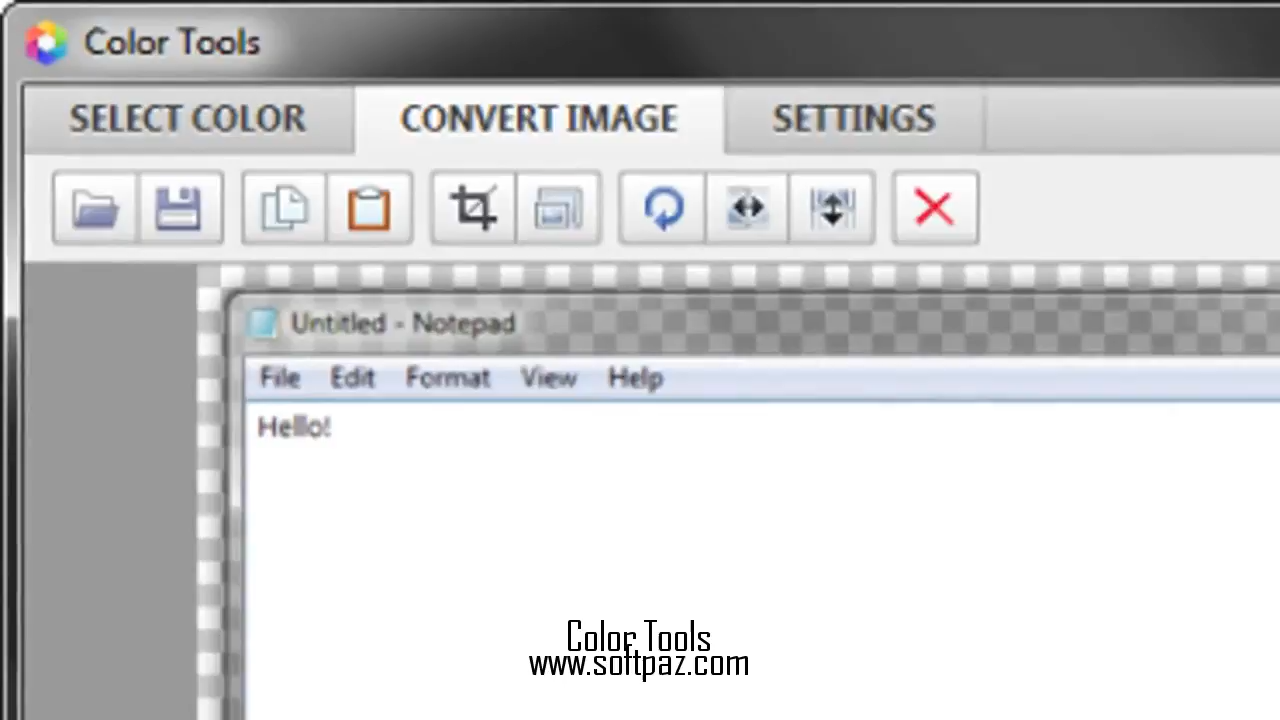 Color Tools
SELECT COLOR CONVERT IMAGE SETTINGS
Untitled - Notepad
File Edit Format View Help
Hello!
Color Tools
www.softpaz.com